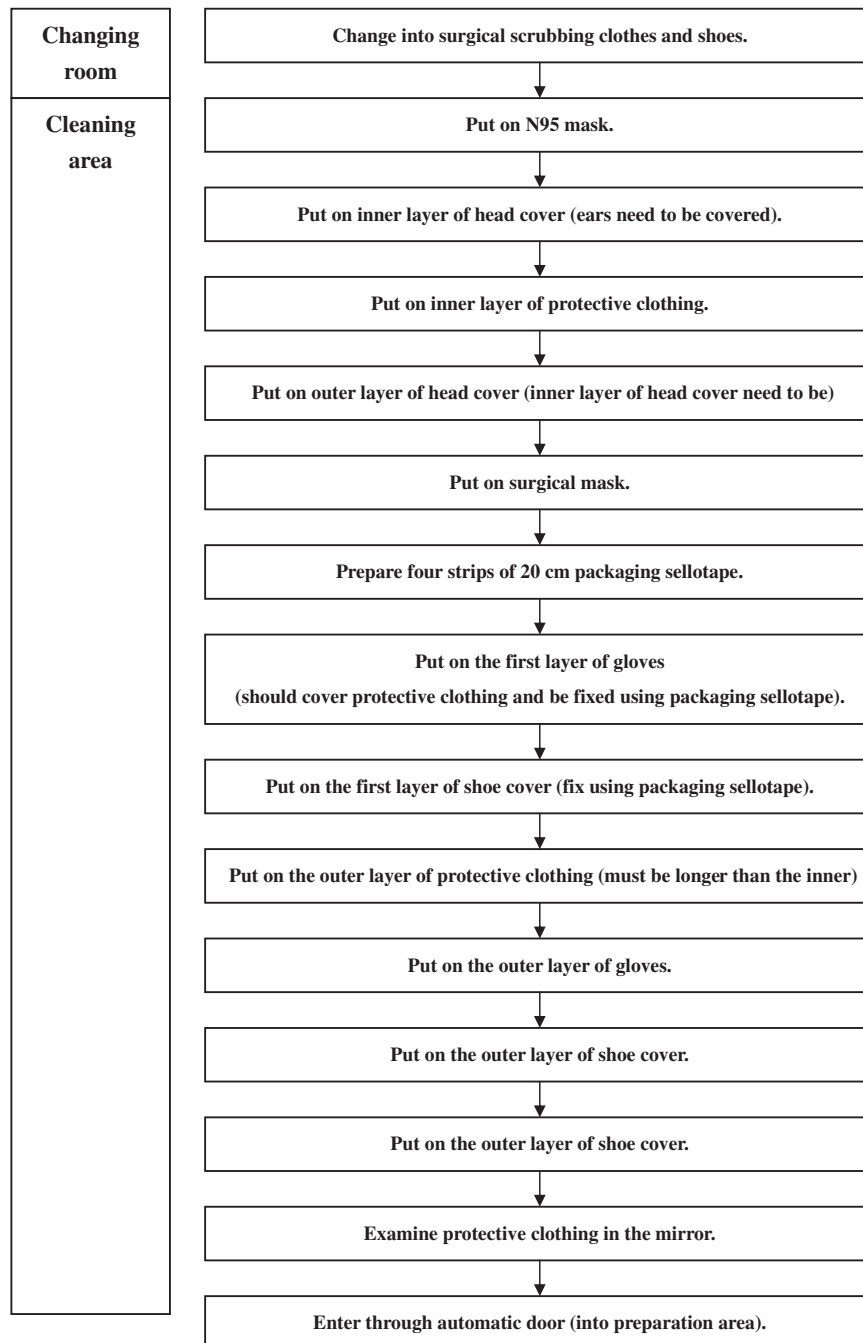 Changing
room
Change into surgical scrubbing clothes and shoes.
Cleaning
area
Put on N95 mask.
Put on inner layer of head cover (ears need to be covered).
Put on inner layer of protective clothing.
Put on outer layer of head cover (inner layer of head cover need to be)
Put on surgical mask.
Prepare four strips of 20 cm packaging sellotape.
Put on the first layer of gloves
(should cover protective clothing and be fixed using packaging sellotape).
Put on the first layer of shoe cover (fix using packaging sellotape).
Put on the outer layer of protective clothing (must be longer than the inner)
Put on the outer layer of gloves.
Put on the outer layer of shoe cover.
Put on the outer layer of shoe cover.
Examine protective clothing in the mirror.
Enter through automatic door (into preparation area).